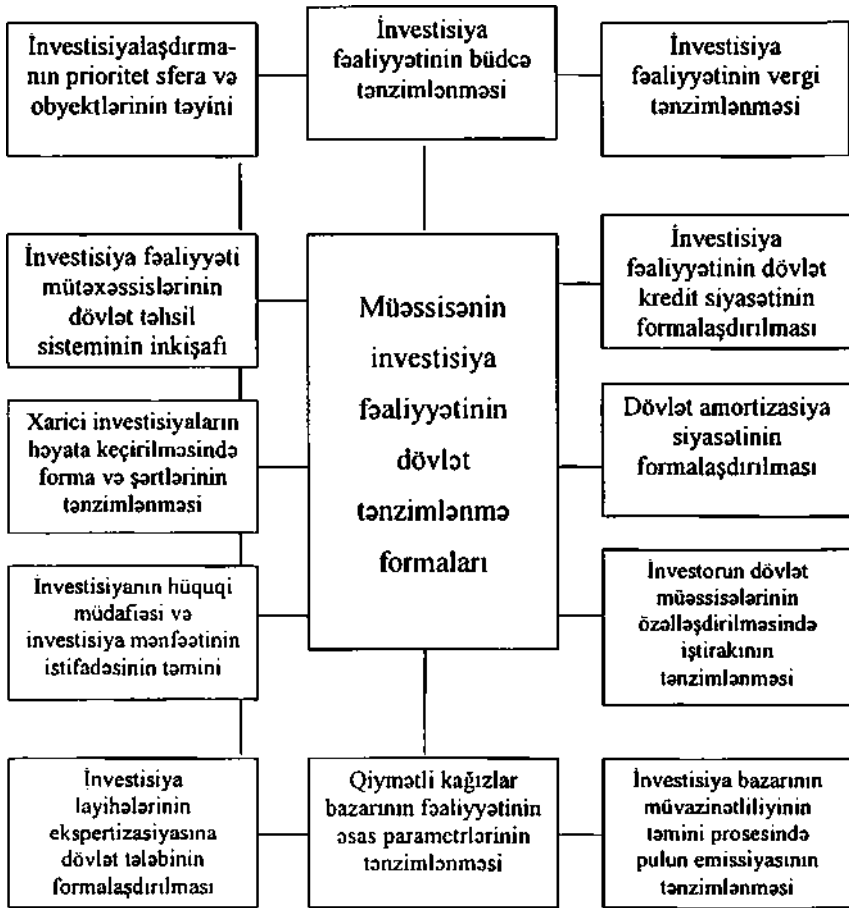 İnvestisiyalaşdırma-
nın prioritet sfera və
obyektlərinin təyini
İnvestisiya
fəaliyyətinin büdcə
tənzimlənməsi
İnvestisiya
fəaliyyətinin vergi
tənzimlənməsi
İnvestisiya fəaliyyəti
mütəxəssislərinin
dövlət təhsil
sisteminin inkişafı
Müəssisənin
investisiya
fəaliyyətinin
dövlət
tənzimlənmə
formaları
İnvestisiya
fəaliyyətinin dövlət
kredit siyasətinin
formalaşdırılması
Xarici investisiyaların
həyata keçirilməsində
forma və şərtlərinin
tənzimlənməsi
Dövlət amortizasiya
siyasətinin
formalaşdırılması
İnvestisiyanın hüquqi
müdafiəsi və
investisiya mənfəətinin
istifadəsinin təmini
İnvestorun dövlət
müəssisələrinin
özəlləşdirilməsində
iştirakının
tənzimlənməsi
İnvestisiya
layihələrinin
ekspertizasiyasına
dövlət tələbinin
formalaşdırılması
Qiymətli kağızlar
bazarının fəaliyyətinin
əsas parametrlərinin
tənzimlənməsi
İnvestisiya bazarının
müvazinətliliyinin
təmini prosesində
pulun emissiyasının
tənzimlənməsi